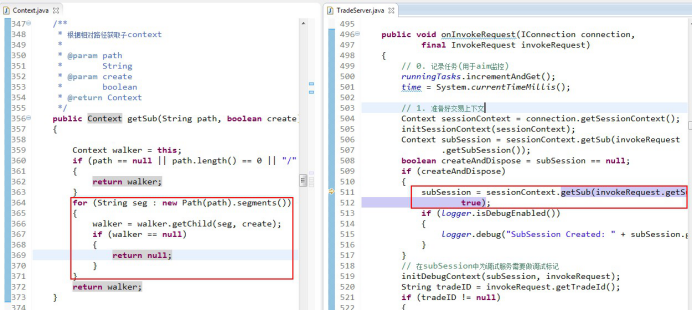 Context.java
347 /**
348 * 根据相对路径获取子context
349 *
350 * @param path
351 * String
352 * @param create
353 * boolean
354 * @return Context
355 */
356 public Context getSub(String path, boolean create
357 {
358
359 Context walker = this;
360 if (path == null || path.length() == 0 || "/"
361 {
362 return walker;
363 }
364 for (String seg : new Path(path).segments())
365 {
366 walker = walker.getChild(seg, create);
367 if (walker == null)
368 {
369 return null;
370 }
371 }
372 return walker;
373 }
TradeServer.java
495
496 public void onInvokeRequest(IConnection connection,
497 final InvokeRequest invokeRequest)
498 {
499 // 0. 记录任务(用于aim监控)
500 runningTasks.incrementAndGet();
501 time = System.currentTimeMillis();
502
503 // 1. 准备好交易上下文
504 Context sessionContext = connection.getSessionContext();
505 initSessionContext(sessionContext);
506 Context subSession = sessionContext.getSub(invokeRequest
507 .getSubSession());
508 boolean createAndDispose = subSession == null;
509 if (createAndDispose)
510 {
511 subSession = sessionContext.getSub(invokeRequest.getS
512 true);
513 if (logger.isDebugEnabled())
514 {
515 logger.debug("SubSession Created: " + subSession.g
516 }
517 }
518 // 在subSession中为调试服务需要做调试标记
519 initDebugContext(subSession, invokeRequest);
520 String tradeID = invokeRequest.getTradeId();
521 if (tradeID != null)
522 {